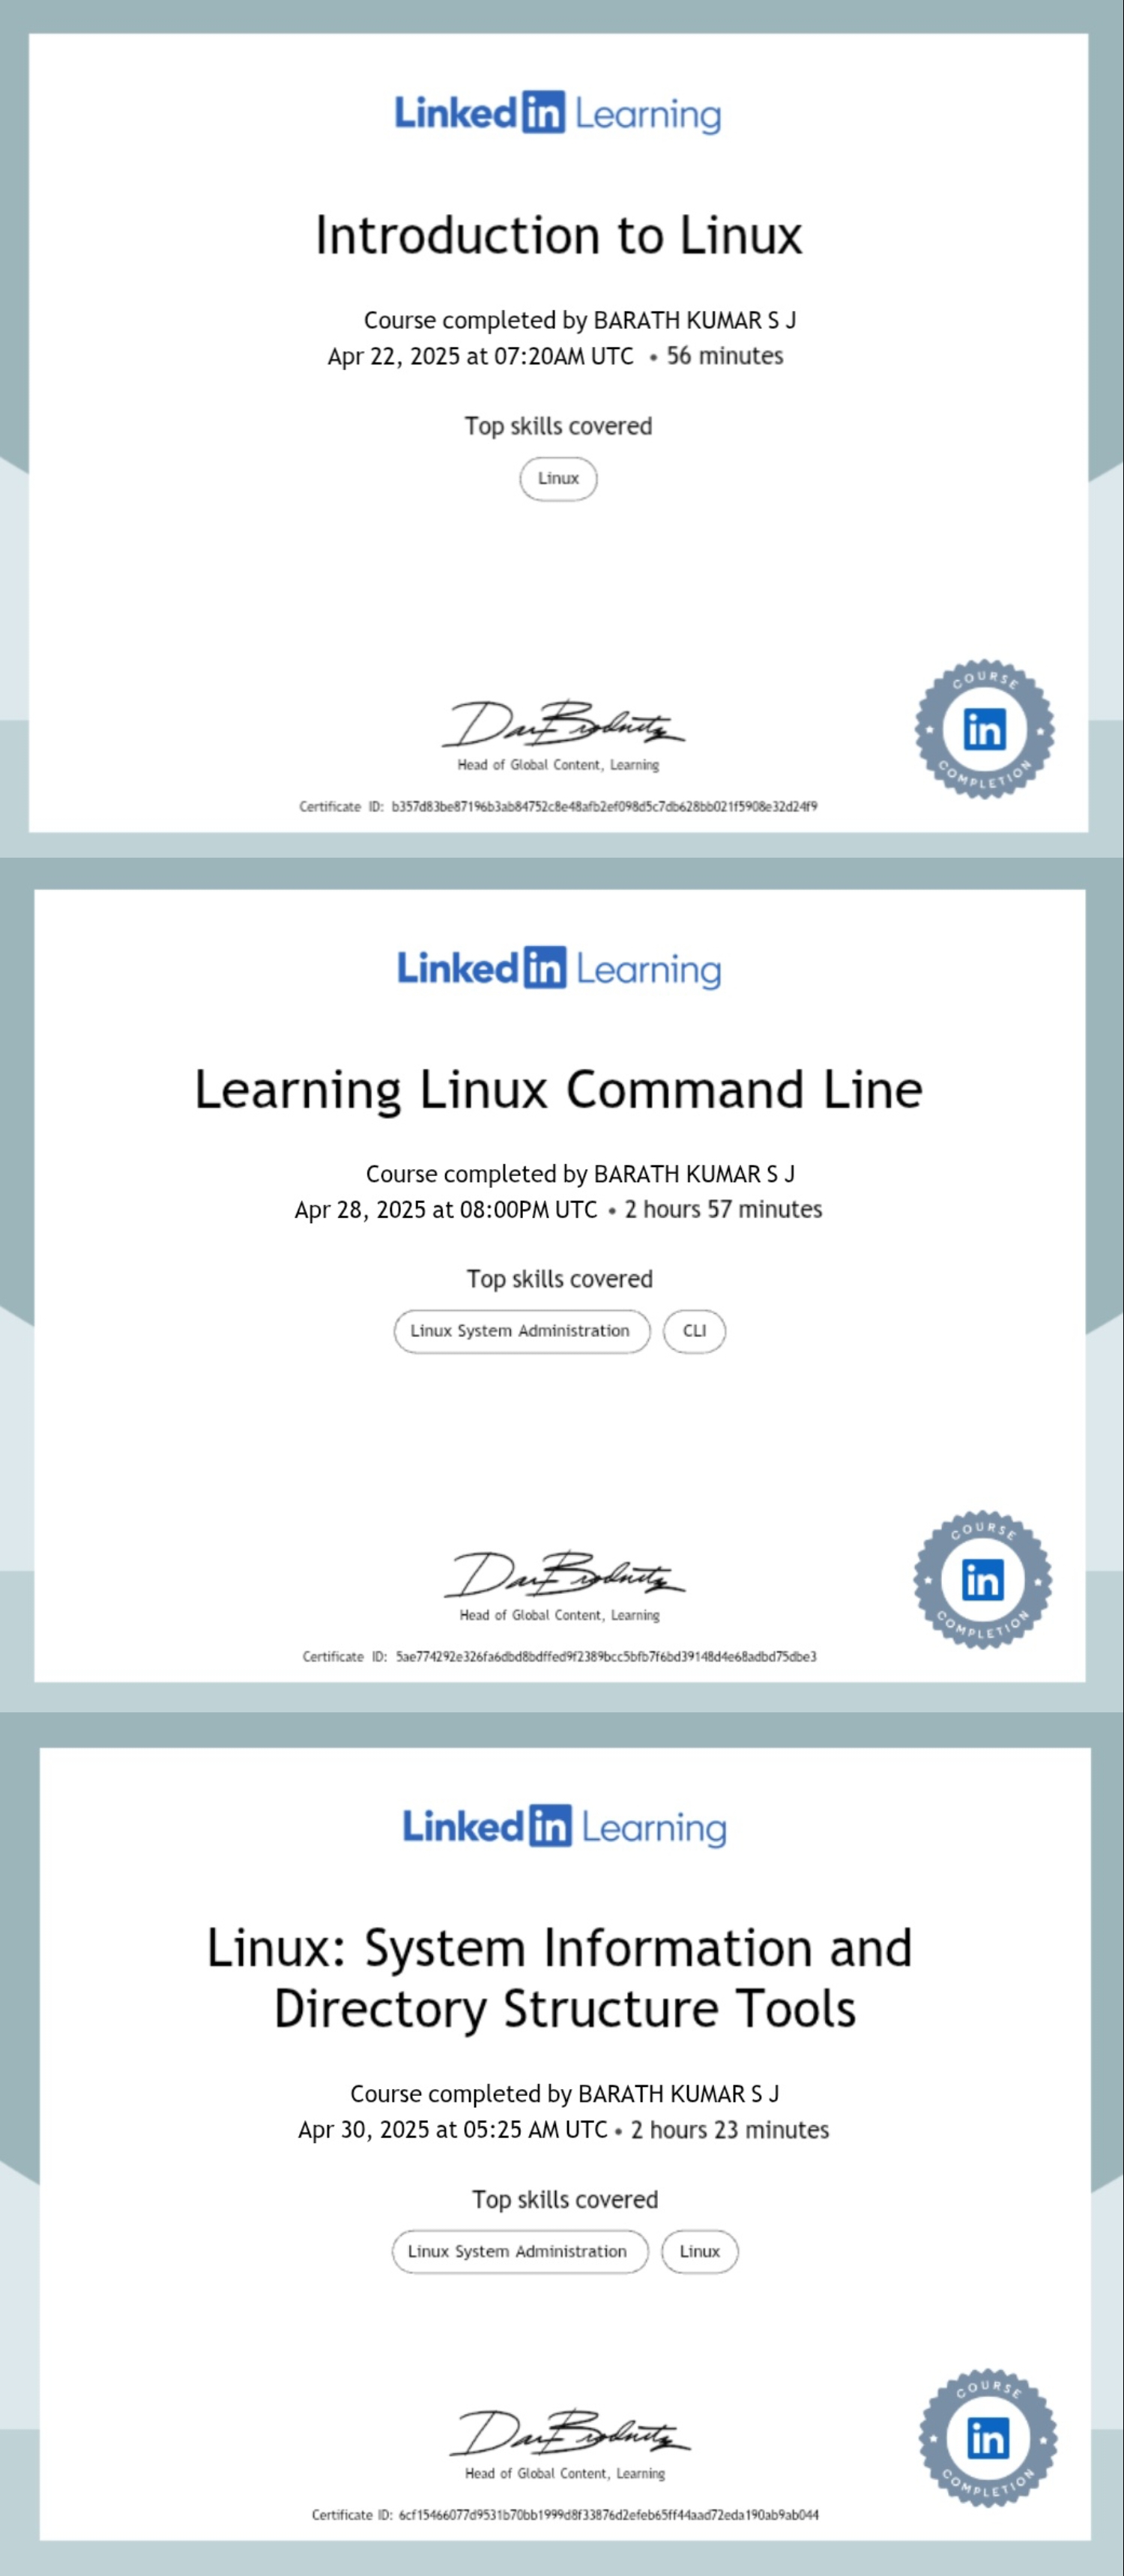 Linked in Learning
Introduction to Linux
Course completed by BARATH KUMAR S J
Apr 22, 2025 at 07:20AM UTC • 56 minutes
Top skills covered
Linux
Head of Global Content, Learning
COURSE
in
COMPLETION
Certificate ID: b357d83be87196b3ab84752c8e48afb2ef098d5c7db628bb021f5908e32d24f9
Linked in Learning
Learning Linux Command Line
Course completed by BARATH KUMAR S J
Apr 28, 2025 at 08:00PM UTC • 2 hours 57 minutes
Top skills covered
Linux System Administration CLI
Head of Global Content, Learning
COURSE
in
COMPLETION
Certificate ID: 5ae774292e326fa6dbd8bdffed9f2389bcc5bfb7f6bd39148d4e68adbd75dbe3
Linked in Learning
Linux: System Information and
Directory Structure Tools
Course completed by BARATH KUMAR S J
Apr 30, 2025 at 05:25 AM UTC • 2 hours 23 minutes
Top skills covered
Linux System Administration Linux
Head of Global Content, Learning
COURSE
in
COMPLETION
Certificate ID: 6cf15466077d9531b70bb1999d8f33876d2efeb65ff44aad72eda190ab9ab044